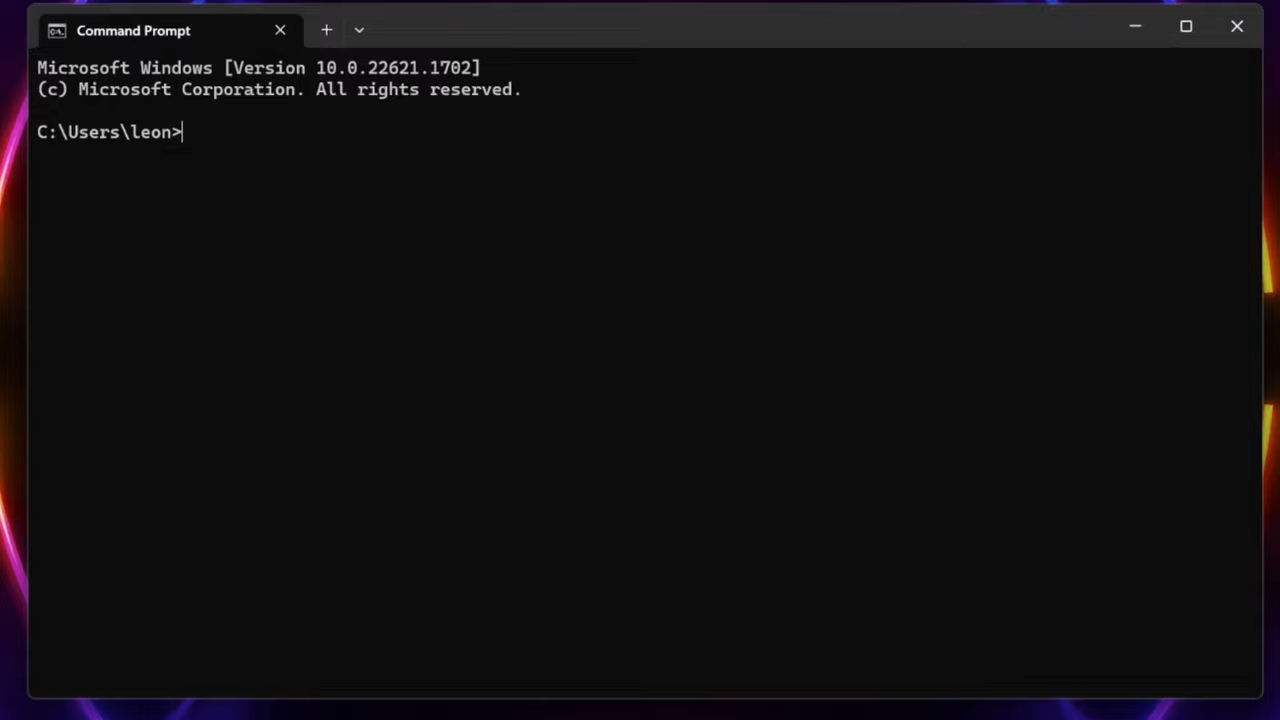 Command Prompt
Microsoft Windows [Version 10.0.22621.1702]
(c) Microsoft Corporation. All rights reserved.
C:\Users\leon>